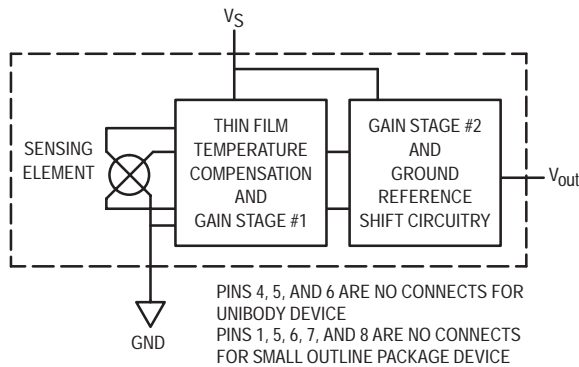 VS
SENSING
ELEMENT
THIN FILM
TEMPERATURE
COMPENSATION
AND
GAIN STAGE #1
GAIN STAGE #2
AND
GROUND
REFERENCE
SHIFT CIRCUITRY
Vout
GND
PINS 4, 5, AND 6 ARE NO CONNECTS FOR
UNIBODY DEVICE
PINS 1, 5, 6, 7, AND 8 ARE NO CONNECTS
FOR SMALL OUTLINE PACKAGE DEVICE